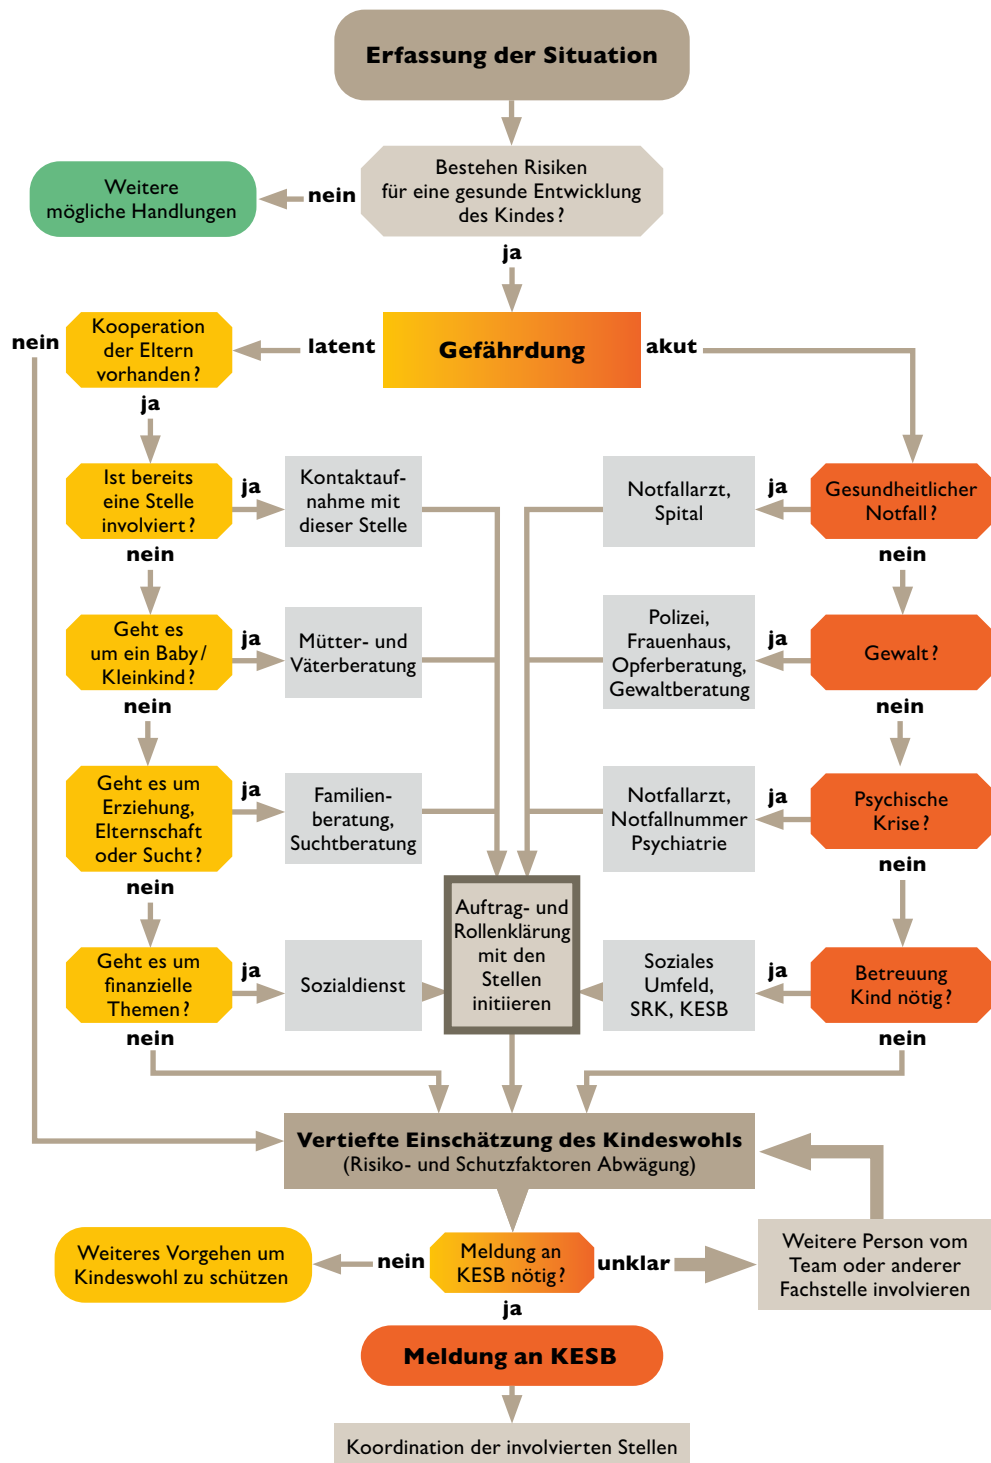 Erfassung der Situation
Bestehen Risiken
für eine gesunde Entwicklung
des Kindes?
nein
Weitere
mögliche Handlungen
ja
Gefährdung
latent
akut
Kooperation
der Eltern
vorhanden?
nein
ja
Ist bereits
eine Stelle
involviert?
ja
Kontaktauf-
nahme mit
dieser Stelle
nein
Geht es
um ein Baby/
Kleinkind?
ja
Mütter- und
Väterberatung
nein
Geht es um
Erziehung,
Elternschaft
oder Sucht?
ja
Familien-
beratung,
Suchtberatung
nein
Geht es um
finanzielle
Themen?
ja
Sozialdienst
nein
Gesundheitlicher
Notfall?
ja
Notfallarzt,
Spital
nein
Gewalt?
ja
Polizei,
Frauenhaus,
Opferberatung,
Gewaltberatung
nein
Psychische
Krise?
ja
Notfallarzt,
Notfallnummer
Psychiatrie
nein
Betreuung
Kind nötig?
ja
Soziales
Umfeld,
SRK, KESB
nein
Auftrag- und
Rollenklärung
mit den
Stellen
initiieren
Vertiefte Einschätzung des Kindeswohls
(Risiko- und Schutzfaktoren Abwägung)
Meldung an
KESB nötig?
nein
Weiteres Vorgehen um
Kindeswohl zu schützen
unklar
Weitere Person vom
Team oder anderer
Fachstelle involvieren
ja
Meldung an KESB
Koordination der involvierten Stellen